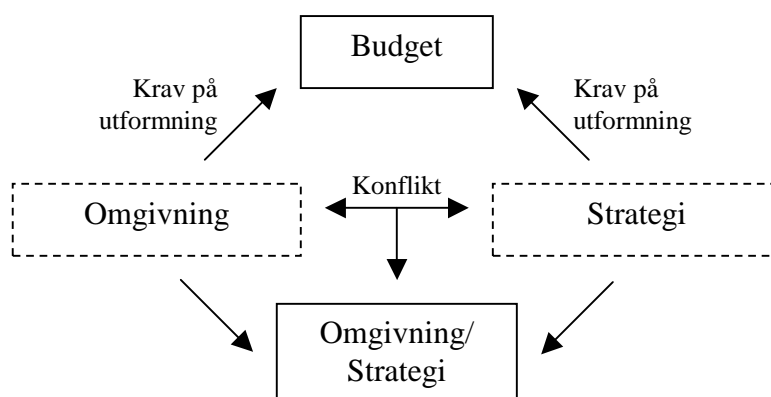 Budget
Krav på
utformning
Krav på
utformning
Konflikt
Omgivning
Strategi
Omgivning/
Strategi